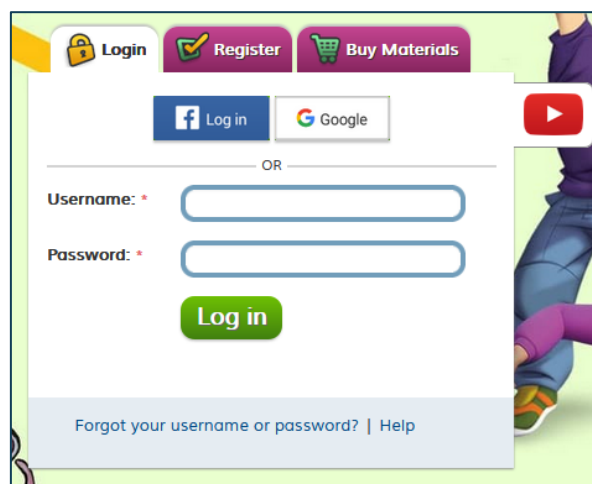 Login Register Buy Materials
Log in Google
OR
Username: *
Password: *
Log in
Forgot your username or password? | Help